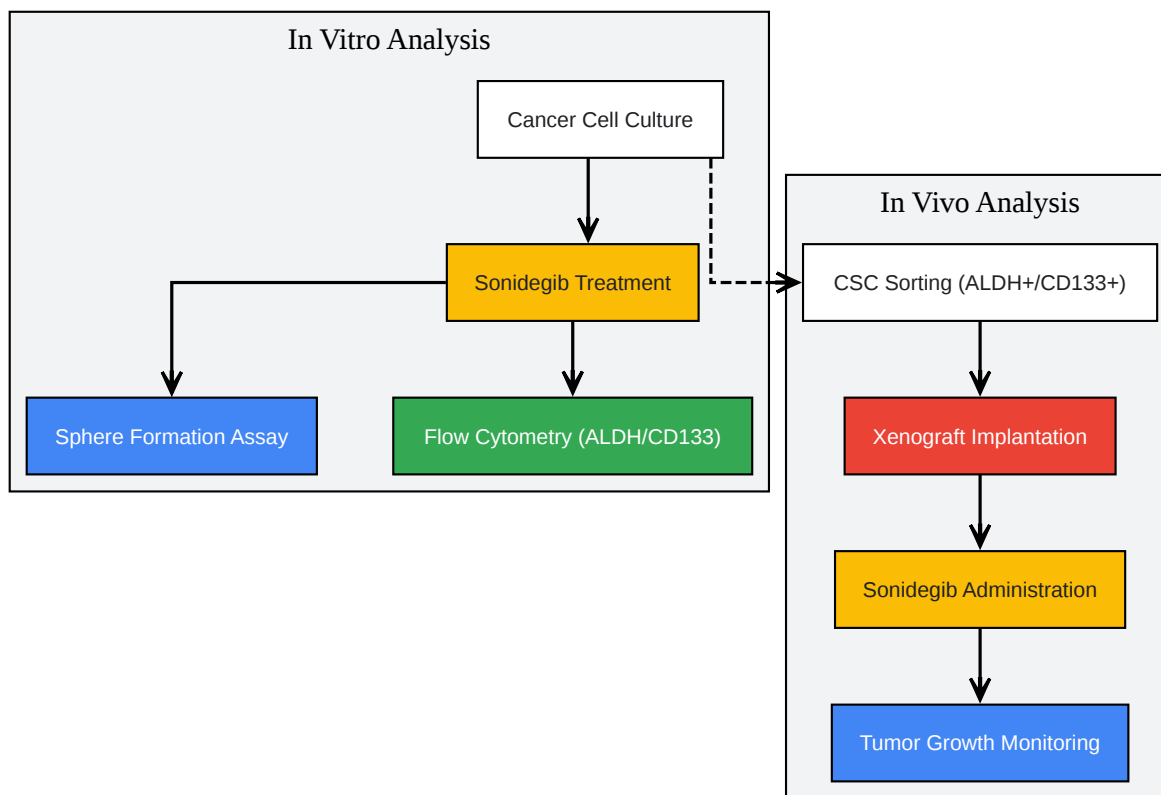 In Vitro Analysis
Cancer Cell Culture
Sonidegib Treatment
Sphere Formation Assay
Flow Cytometry (ALDH/CD133)
In Vivo Analysis
CSC Sorting (ALDH+/CD133+)
Xenograft Implantation
Sonidegib Administration
Tumor Growth Monitoring